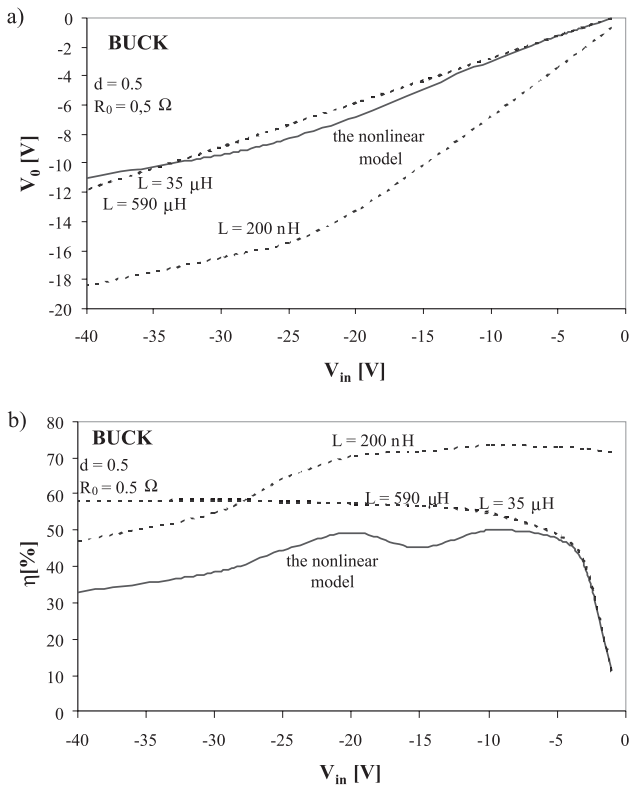 a)
BUCK
d = 0.5
R0 = 0,5 Ω
V0 [V]
0
-2
-4
-6
-8
-10
-12
-14
-16
-18
-20
the nonlinear
model
L = 35 μH
L = 590 μH
L = 200 nH
-40 -35 -30 -25 -20 -15 -10 -5 0
Vin [V]
b)
BUCK
d = 0.5
R0 = 0.5 Ω
η[%]
80
70
60
50
40
30
20
10
0
L = 200 nH
L = 590 μH L = 35 μH
the nonlinear
model
-40 -35 -30 -25 -20 -15 -10 -5 0
Vin [V]